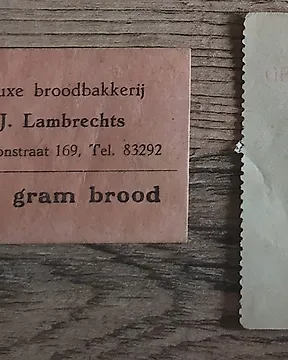 uxe broodbakkerij
J. Lambrechts
onstraat 169, Tel. 83292
gram brood